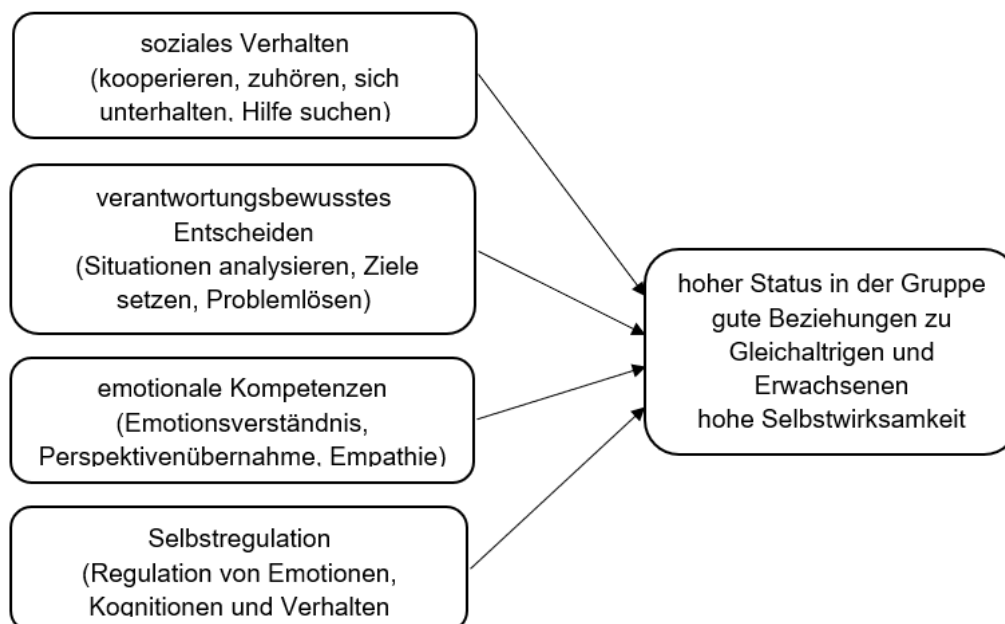 soziales Verhalten
(kooperieren, zuhören, sich
unterhalten, Hilfe suchen)
verantwortungsbewusstes
Entscheiden
(Situationen analysieren, Ziele
setzen, Problemlösen)
emotionale Kompetenzen
(Emotionsverständnis,
Perspektivenübernahme, Empathie)
Selbstregulation
(Regulation von Emotionen,
Kognitionen und Verhalten
hoher Status in der Gruppe
gute Beziehungen zu
Gleichaltrigen und
Erwachsenen
hohe Selbstwirksamkeit